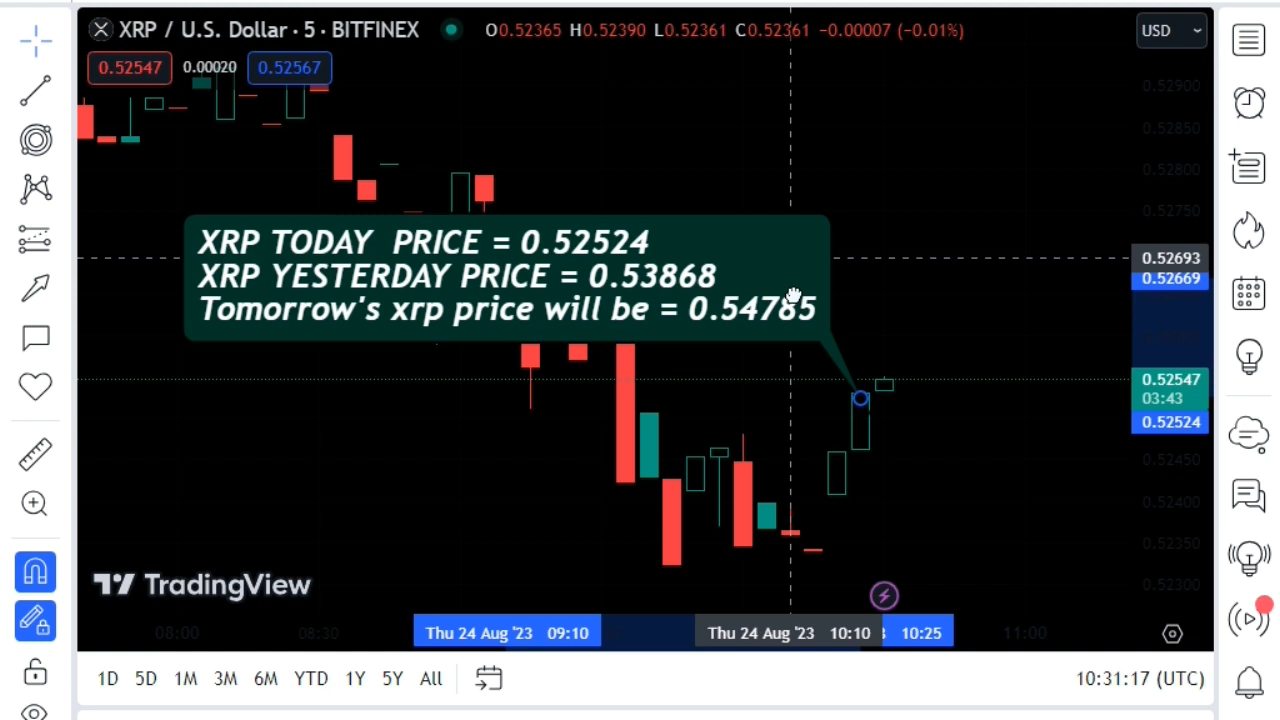 XRP / U.S. Dollar · 5 · BITFINEX
O0.52365 H0.52390 L0.52361 C0.52361 −0.00007 (−0.01%)
USD
0.52547 0.00020 0.52567
0.52900
0.52850
0.52800
0.52750
XRP TODAY PRICE = 0.52524
XRP YESTERDAY PRICE = 0.53868
Tomorrow's xrp price will be = 0.54785
0.52693
0.52669
0.52547
03:43
0.52524
0.52450
0.52400
0.52350
0.52300
TradingView
08:00 08:30 Thu 24 Aug '23 09:10 Thu 24 Aug '23 10:10 10:25 11:00
1D 5D 1M 3M 6M YTD 1Y 5Y All 10:31:17 (UTC)